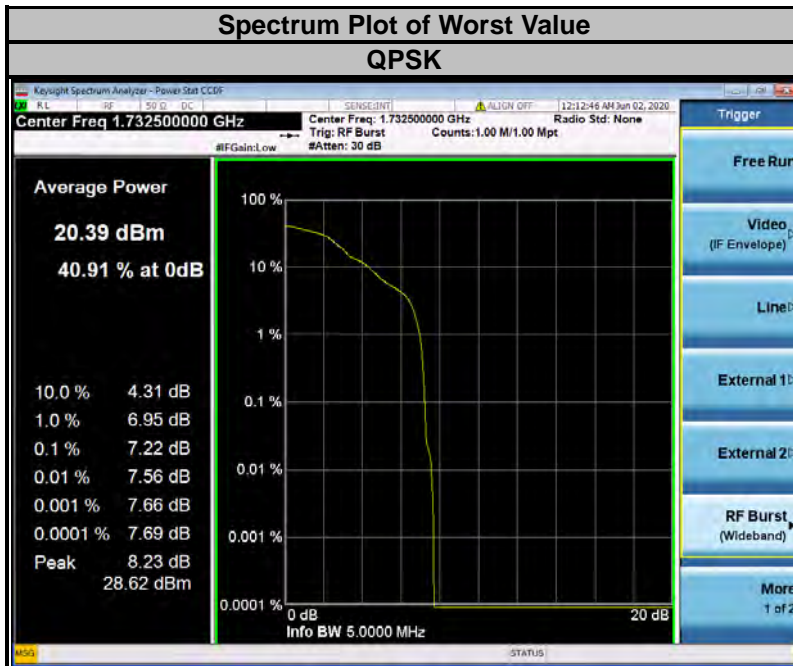 Spectrum Plot of Worst Value
QPSK
Keysight Spectrum Analyzer - Power Stat CCDF
RL RF 50 Ω DC SENSE:INT ALIGN OFF 12:12:46 AM Jun 02, 2020
Center Freq 1.732500000 GHz
Center Freq: 1.732500000 GHz Radio Std: None
Trig: RF Burst Counts:1.00 M/1.00 Mpt
#IFGain:Low #Atten: 30 dB
Average Power
20.39 dBm
40.91 % at 0dB
10.0 % 4.31 dB
1.0 % 6.95 dB
0.1 % 7.22 dB
0.01 % 7.56 dB
0.001 % 7.66 dB
0.0001 % 7.69 dB
Peak 8.23 dB
28.62 dBm
100 %
10 %
1 %
0.1 %
0.01 %
0.001 %
0.0001 %
0 dB 20 dB
Info BW 5.0000 MHz
Trigger
Free Run
Video
(IF Envelope)
Line
External 1
External 2
RF Burst
(Wideband)
More
1 of 2
MSG STATUS